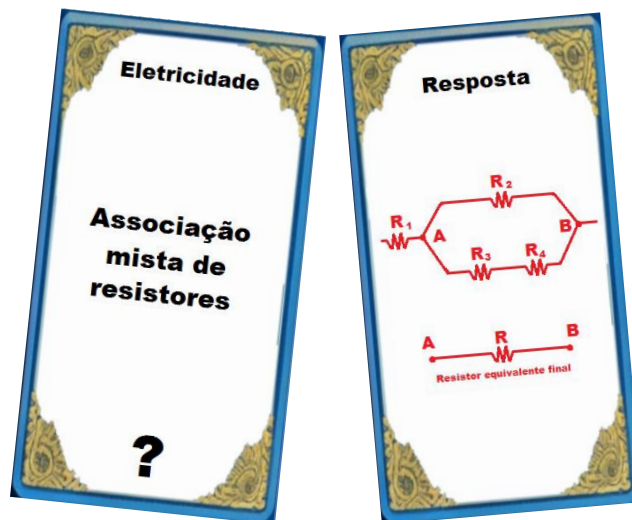 Eletricidade
Associação
mista de
resistores
?
Resposta
R2
R1
A
B
R3
R4
A
R
B
Resistor equivalente final